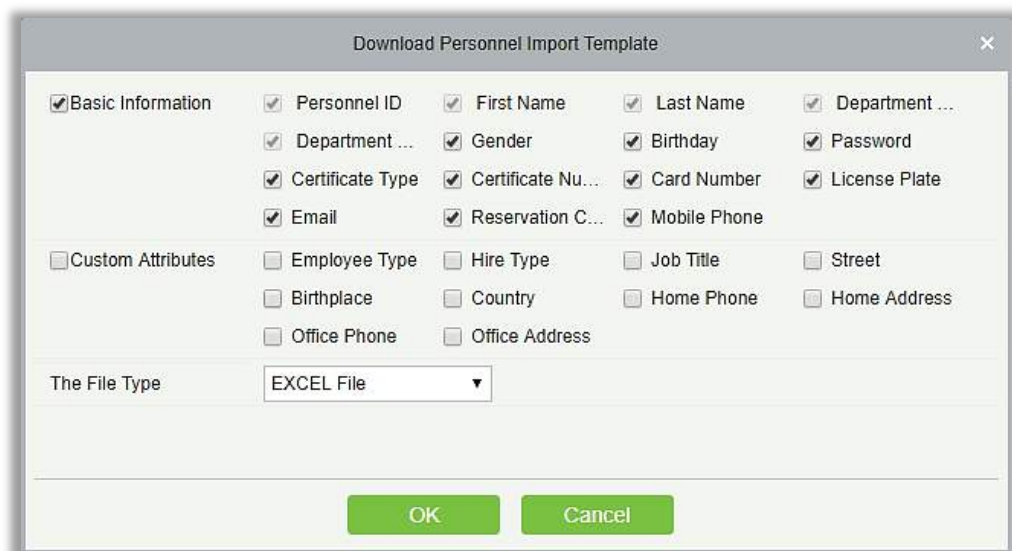 Download Personnel Import Template ×
Basic Information Personnel ID First Name Last Name Department ...
Department ... Gender Birthday Password
Certificate Type Certificate Nu... Card Number License Plate
Email Reservation C... Mobile Phone
Custom Attributes Employee Type Hire Type Job Title Street
Birthplace Country Home Phone Home Address
Office Phone Office Address
The File Type EXCEL File
OK Cancel